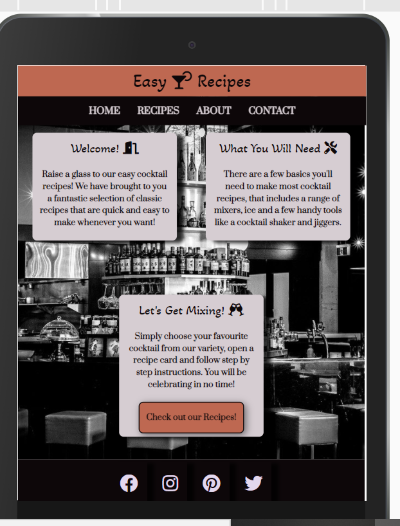 Easy Recipes
HOME RECIPES ABOUT CONTACT
Welcome!
Raise a glass to our easy cocktail
recipes! We have brought to you
a fantastic selection of classic
recipes that are quick and easy to
make whenever you want!
What You Will Need
There are a few basics you'll
need to make most cocktail
recipes, that includes a range of
mixers, ice and a few handy tools
like a cocktail shaker and jiggers.
Let's Get Mixing!
Simply choose your favourite
cocktail from our variety, open a
recipe card and follow step by
step instructions. You will be
celebrating in no time!
Check out our Recipes!